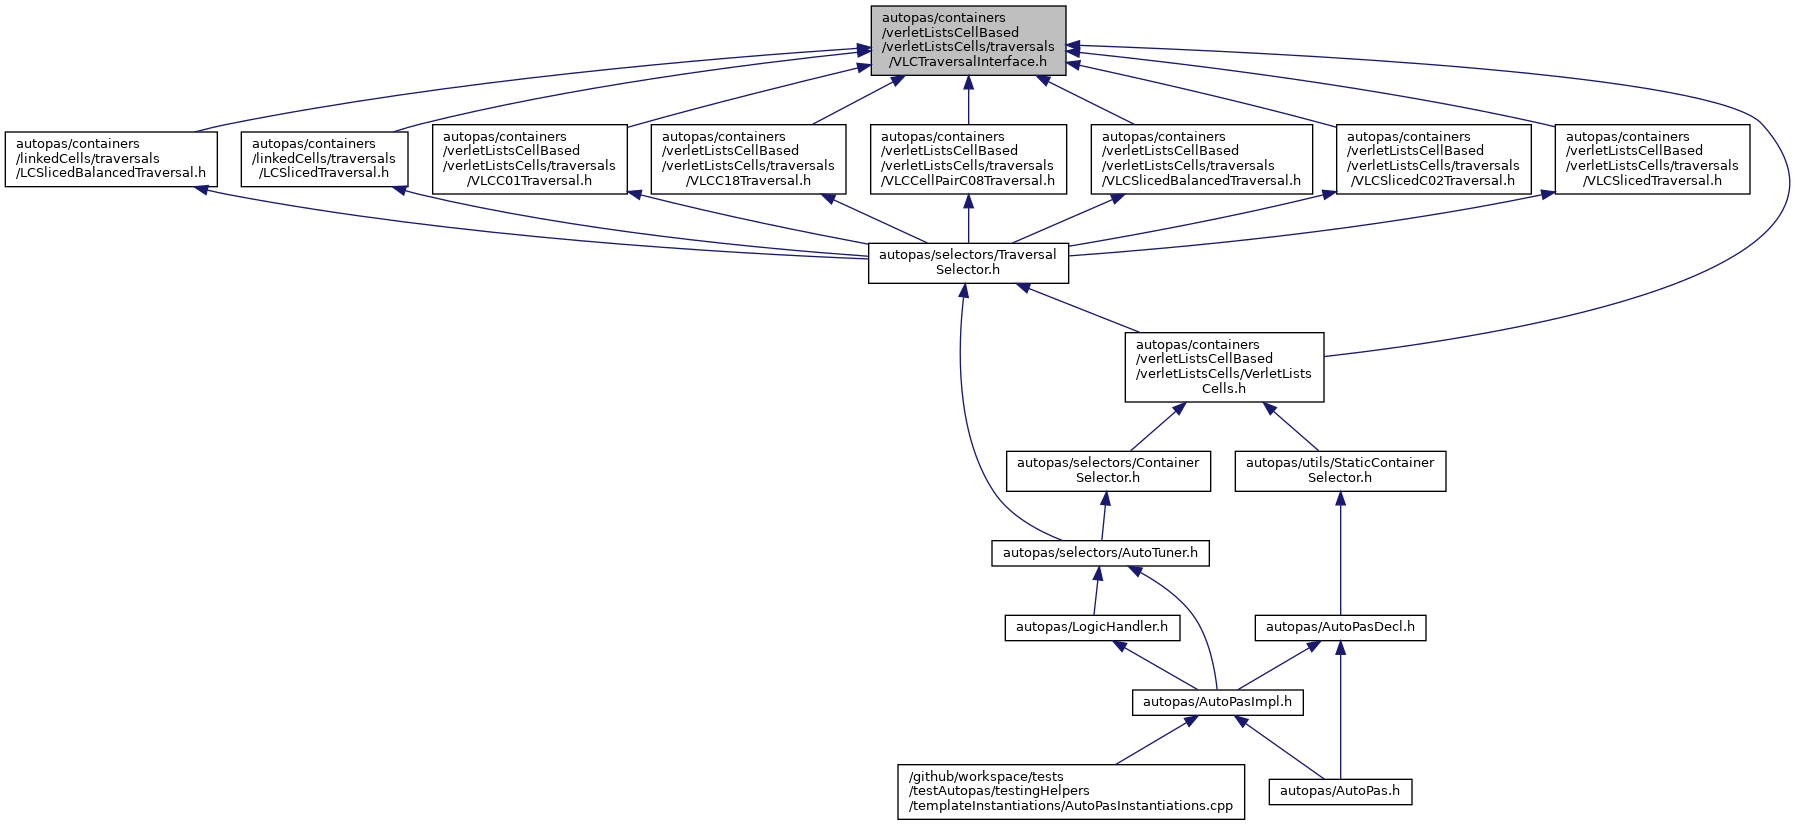 autopas/containers
/verletListsCellBased
/verletListsCells/traversals
/VLCTraversalInterface.h
autopas/containers
/linkedCells/traversals
/LCSlicedBalancedTraversal.h
autopas/containers
/linkedCells/traversals
/LCSlicedTraversal.h
autopas/containers
/verletListsCellBased
/verletListsCells/traversals
/VLCC01Traversal.h
autopas/containers
/verletListsCellBased
/verletListsCells/traversals
/VLCC18Traversal.h
autopas/containers
/verletListsCellBased
/verletListsCells/traversals
/VLCCellPairC08Traversal.h
autopas/containers
/verletListsCellBased
/verletListsCells/traversals
/VLCSlicedBalancedTraversal.h
autopas/containers
/verletListsCellBased
/verletListsCells/traversals
/VLCSlicedC02Traversal.h
autopas/containers
/verletListsCellBased
/verletListsCells/traversals
/VLCSlicedTraversal.h
autopas/selectors/Traversal
Selector.h
autopas/containers
/verletListsCellBased
/verletListsCells/VerletLists
Cells.h
autopas/selectors/Container
Selector.h
autopas/utils/StaticContainer
Selector.h
autopas/selectors/AutoTuner.h
autopas/LogicHandler.h
autopas/AutoPasDecl.h
autopas/AutoPasImpl.h
/github/workspace/tests
/testAutopas/testingHelpers
/templateInstantiations/AutoPasInstantiations.cpp
autopas/AutoPas.h